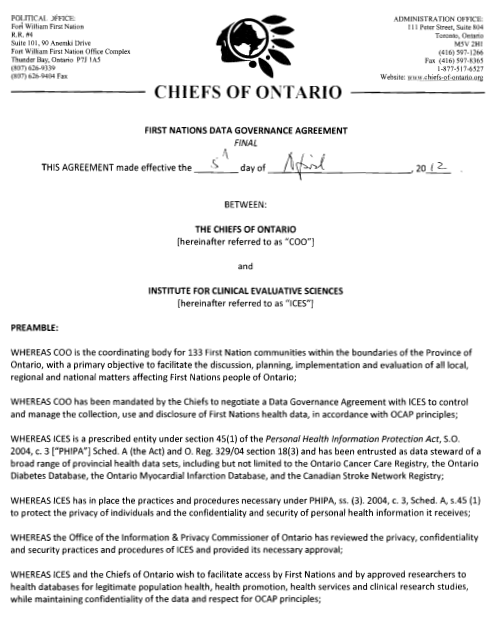 POLITICAL OFFICE:
Fort William First Nation
R.R. #4
Suite 101, 90 Anemki Drive
Fort William First Nation Office Complex
Thunder Bay, Ontario P7J 1A5
(807) 626-9339
(807) 626-9404 Fax
ADMINISTRATION OFFICE:
111 Peter Street, Suite 804
Toronto, Ontario
M5V 2H1
(416) 597-1266
Fax (416) 597-8365
1-877-517-6527
Website: www.chiefs-of-ontario.org
CHIEFS OF ONTARIO
FIRST NATIONS DATA GOVERNANCE AGREEMENT
FINAL
THIS AGREEMENT made effective the 5th day of April, 2012.
BETWEEN:
THE CHIEFS OF ONTARIO
[hereinafter referred to as "COO"]
and
INSTITUTE FOR CLINICAL EVALUATIVE SCIENCES
[hereinafter referred to as "ICES"]
PREAMBLE:
WHEREAS COO is the coordinating body for 133 First Nation communities within the boundaries of the Province of
Ontario, with a primary objective to facilitate the discussion, planning, implementation and evaluation of all local,
regional and national matters affecting First Nations people of Ontario;
WHEREAS COO has been mandated by the Chiefs to negotiate a Data Governance Agreement with ICES to control
and manage the collection, use and disclosure of First Nations health data, in accordance with OCAP principles;
WHEREAS ICES is a prescribed entity under section 45(1) of the Personal Health Information Protection Act, S.O.
2004, c. 3 ["PHIPA"] Sched. A (the Act) and O. Reg. 329/04 section 18(3) and has been entrusted as data steward of a
broad range of provincial health data sets, including but not limited to the Ontario Cancer Care Registry, the Ontario
Diabetes Database, the Ontario Myocardial Infarction Database, and the Canadian Stroke Network Registry;
WHEREAS ICES has in place the practices and procedures necessary under PHIPA, ss. (3). 2004, c. 3, Sched. A, s.45 (1)
to protect the privacy of individuals and the confidentiality and security of personal health information it receives;
WHEREAS the Office of the Information & Privacy Commissioner of Ontario has reviewed the privacy, confidentiality
and security practices and procedures of ICES and provided its necessary approval;
WHEREAS ICES and the Chiefs of Ontario wish to facilitate access by First Nations and by approved researchers to
health databases for legitimate population health, health promotion, health services and clinical research studies,
while maintaining confidentiality of the data and respect for OCAP principles;